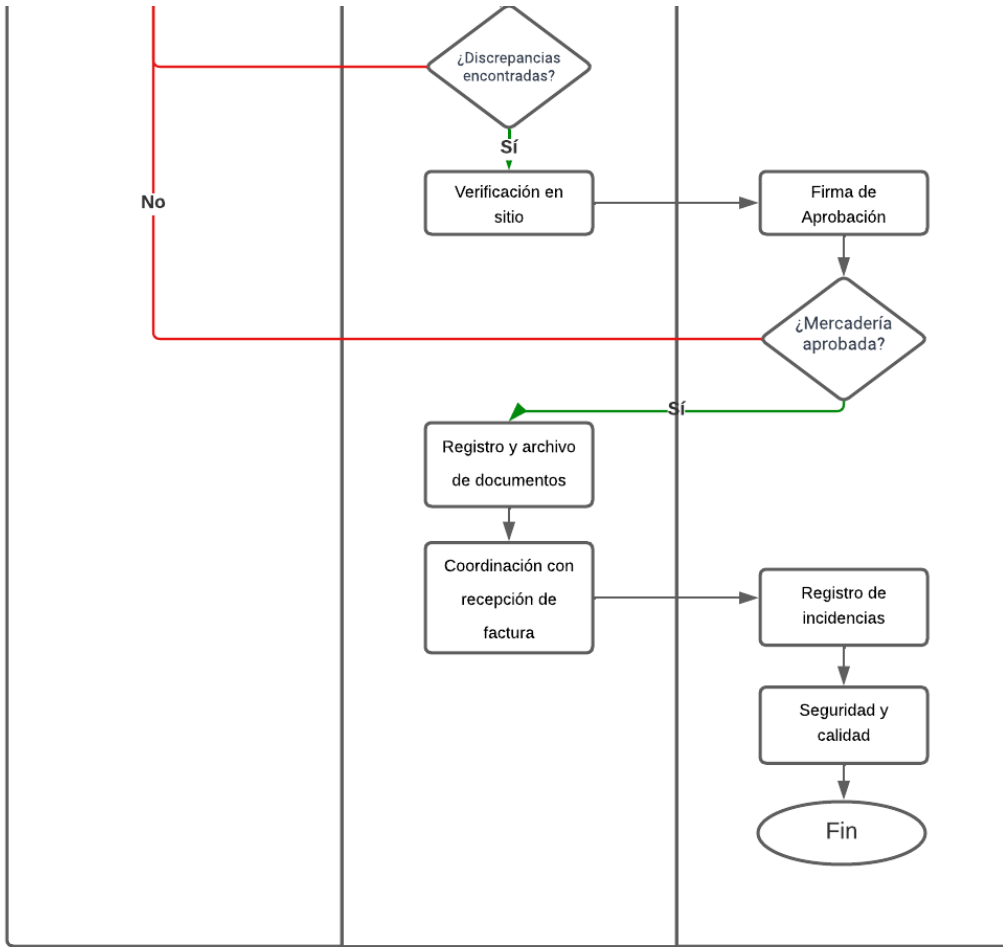 ¿Discrepancias
encontradas?
Sí
Verificación en
sitio
Firma de
Aprobación
No
¿Mercadería
aprobada?
Sí
Registro y archivo
de documentos
Coordinación con
recepción de
factura
Registro de
incidencias
Seguridad y
calidad
Fin